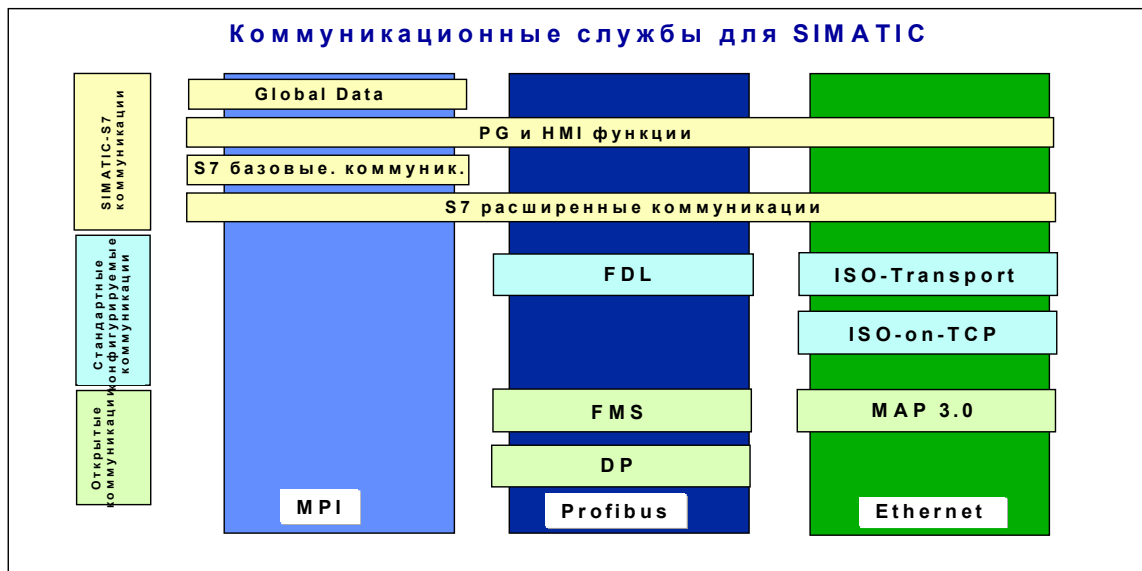 Коммуникационные службы для SIMATIC
SIMATIC-S7
коммуникации
Global Data
PG и HMI функции
S7 базовые. коммуник.
S7 расширенные коммуникации
Стандартные
конфигурируемые
коммуникации
FDL
ISO-Transport
ISO-on-TCP
Открытые
коммуникации
FMS
MAP 3.0
DP
MPI
Profibus
Ethernet